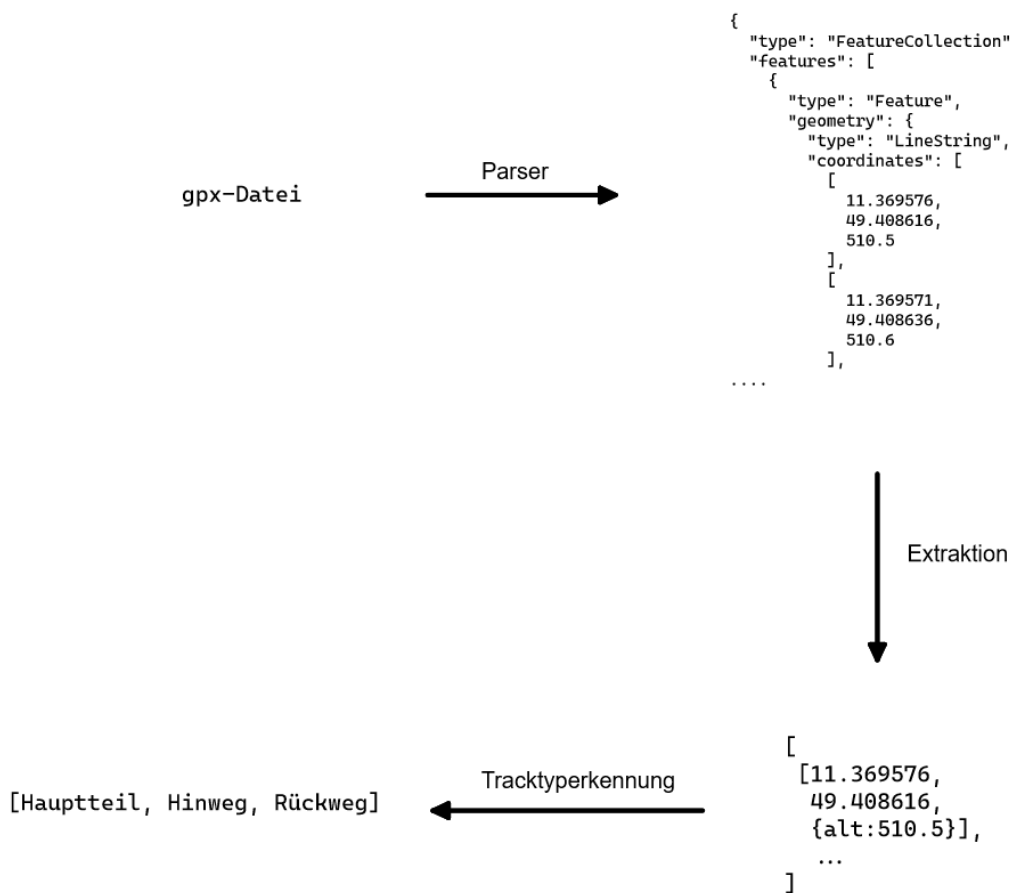 gpx-Datei
Parser
{
"type": "FeatureCollection"
"features": [
{
"type": "Feature",
"geometry": {
"type": "LineString",
"coordinates": [
[
11.369576,
49.408616,
510.5
],
[
11.369571,
49.408636,
510.6
],
....
Extraktion
[
[11.369576,
49.408616,
{alt:510.5}],
...
]
Tracktyperkennung
[Hauptteil, Hinweg, Rückweg]